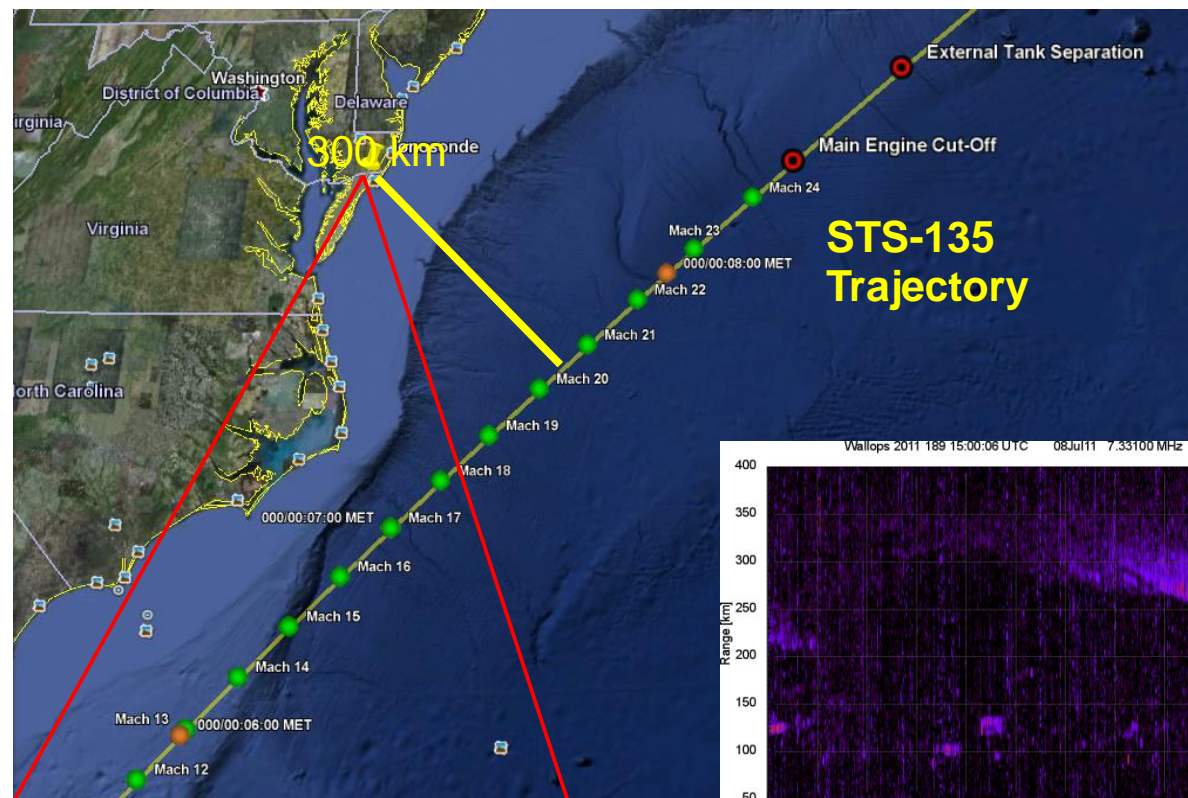 External Tank Separation
Washington
District of Columbia
Delaware
irginia
300 km
onosonde
Main Engine Cut-Off
Mach 24
Virginia
Mach 23
STS-135
Trajectory
000/00:08:00 MET
Mach 22
Mach 21
Mach 20
orth Carolina
Mach 19
Mach 18
000/00:07:00 MET
Mach 17
Mach 16
Mach 15
Mach 14
Mach 13
000/00:06:00 MET
Mach 12
Wallops 2011 189 15:00:06 UTC 08Jul11 7.33100 MHz
Range [km]
400
350
300
250
200
150
100
50